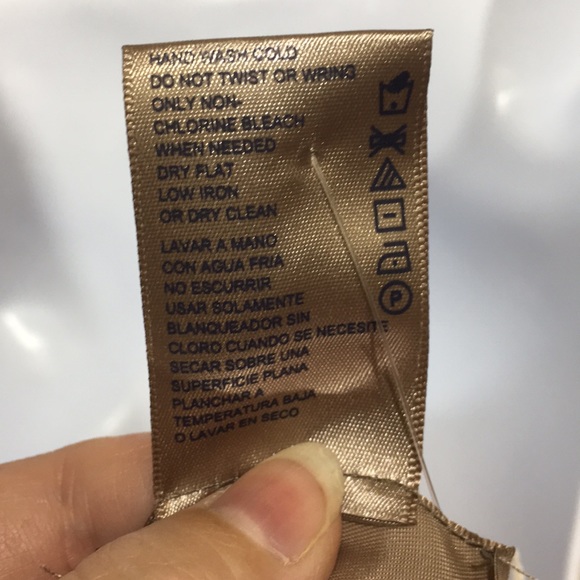 HAND WASH COLD
DO NOT TWIST OR WRING
ONLY NON-
CHLORINE BLEACH
WHEN NEEDED
DRY FLAT
LOW IRON
OR DRY CLEAN
LAVAR A MANO
CON AGUA FRIA
NO ESCURRIR
USAR SOLAMENTE
BLANQUEADOR SIN
CLORO CUANDO SE NECESITE
SECAR SOBRE UNA
SUPERFICIE PLANA
PLANCHAR A
TEMPERATURA BAJA
O LAVAR EN SECO
P